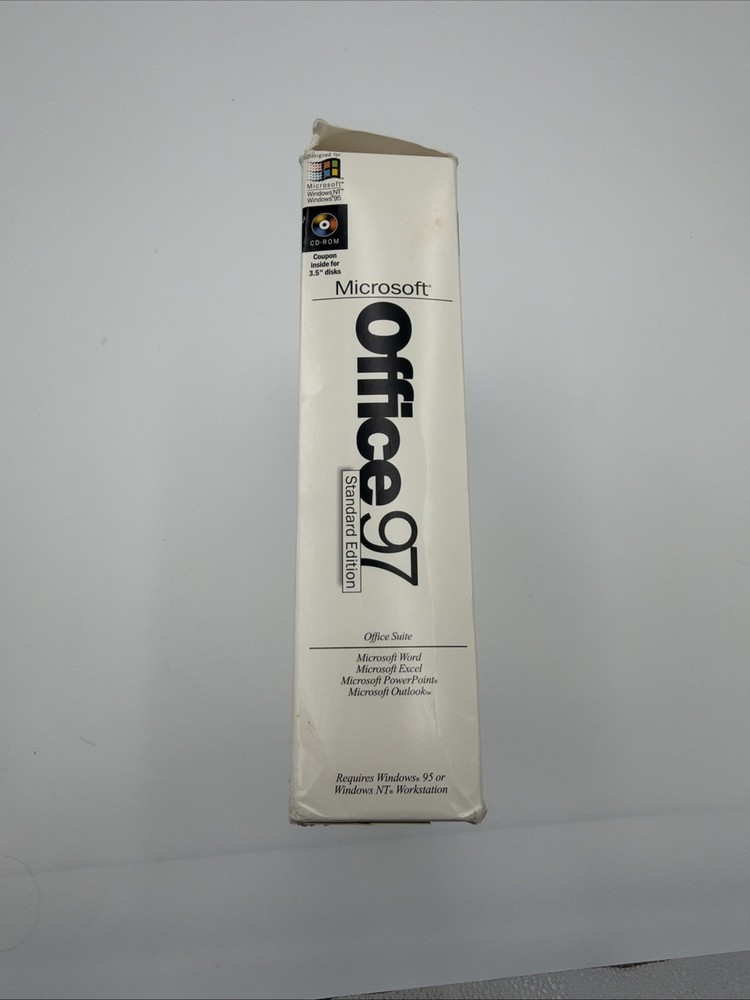 Designed for
Microsoft®
Windows NT®
Windows®95
CD-ROM
Coupon
inside for
3.5" disks
Microsoft®
Office 97
Standard Edition
Office Suite
Microsoft Word
Microsoft Excel
Microsoft PowerPoint®
Microsoft Outlook™
Requires Windows® 95 or
Windows NT® Workstation